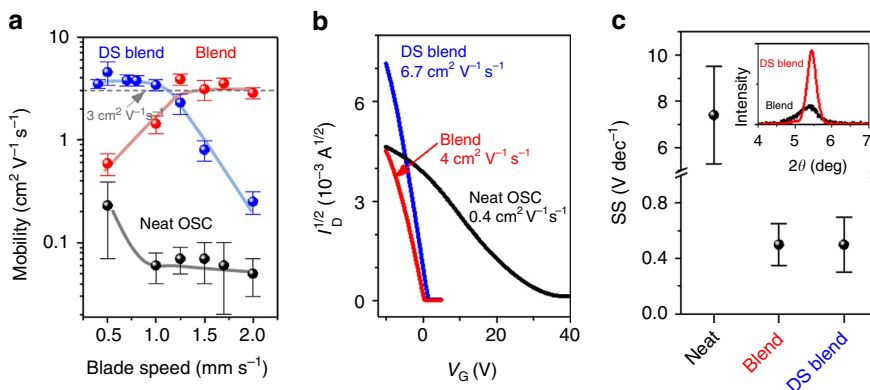 a
10
1
0.1
0.5
1.0
1.5
2.0
Mobility (cm² V⁻¹ s⁻¹)
Blade speed (mm s⁻¹)
DS blend
Blend
3 cm² V⁻¹s⁻¹
Neat OSC
b
6
3
0
0
20
40
I_D^1/2 (10⁻³ A^1/2)
V_G (V)
DS blend
6.7 cm² V⁻¹ s⁻¹
Blend
4 cm² V⁻¹ s⁻¹
Neat OSC
0.4 cm² V⁻¹s⁻¹
c
10
8
6
0.8
0.4
0.0
SS (V dec⁻¹)
Neat
Blend
DS blend
DS blend
Blend
Intensity
4
5
6
7
2θ (deg)